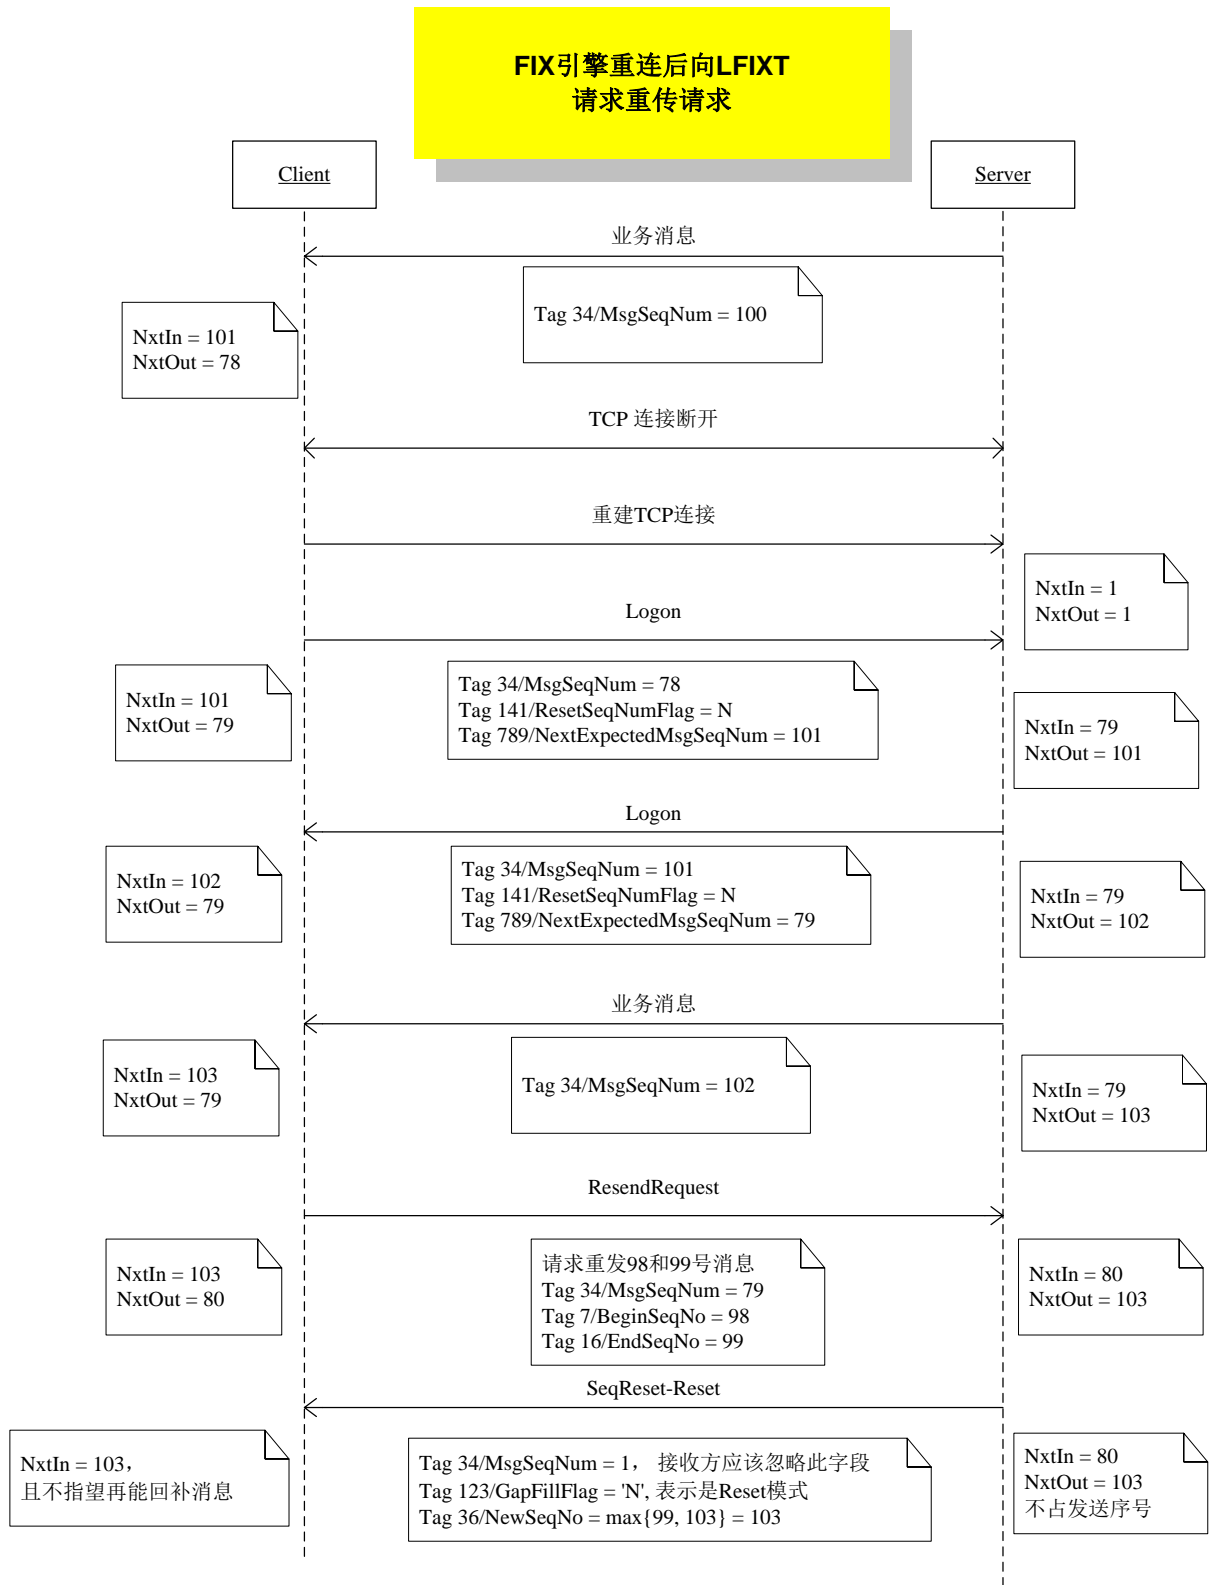 FIX引擎重连后向LFIXT
请求重传请求
Client
Server
业务消息
Tag 34/MsgSeqNum = 100
NxtIn = 101
NxtOut = 78
TCP 连接断开
重建TCP连接
NxtIn = 1
NxtOut = 1
Logon
Tag 34/MsgSeqNum = 78
Tag 141/ResetSeqNumFlag = N
Tag 789/NextExpectedMsgSeqNum = 101
NxtIn = 101
NxtOut = 79
NxtIn = 79
NxtOut = 101
Logon
Tag 34/MsgSeqNum = 101
Tag 141/ResetSeqNumFlag = N
Tag 789/NextExpectedMsgSeqNum = 79
NxtIn = 102
NxtOut = 79
NxtIn = 79
NxtOut = 102
业务消息
Tag 34/MsgSeqNum = 102
NxtIn = 103
NxtOut = 79
NxtIn = 79
NxtOut = 103
ResendRequest
请求重发98和99号消息
Tag 34/MsgSeqNum = 79
Tag 7/BeginSeqNo = 98
Tag 16/EndSeqNo = 99
NxtIn = 103
NxtOut = 80
NxtIn = 80
NxtOut = 103
SeqReset-Reset
NxtIn = 103，
且不指望再能回补消息
Tag 34/MsgSeqNum = 1， 接收方应该忽略此字段
Tag 123/GapFillFlag = 'N', 表示是Reset模式
Tag 36/NewSeqNo = max{99, 103} = 103
NxtIn = 80
NxtOut = 103
不占发送序号